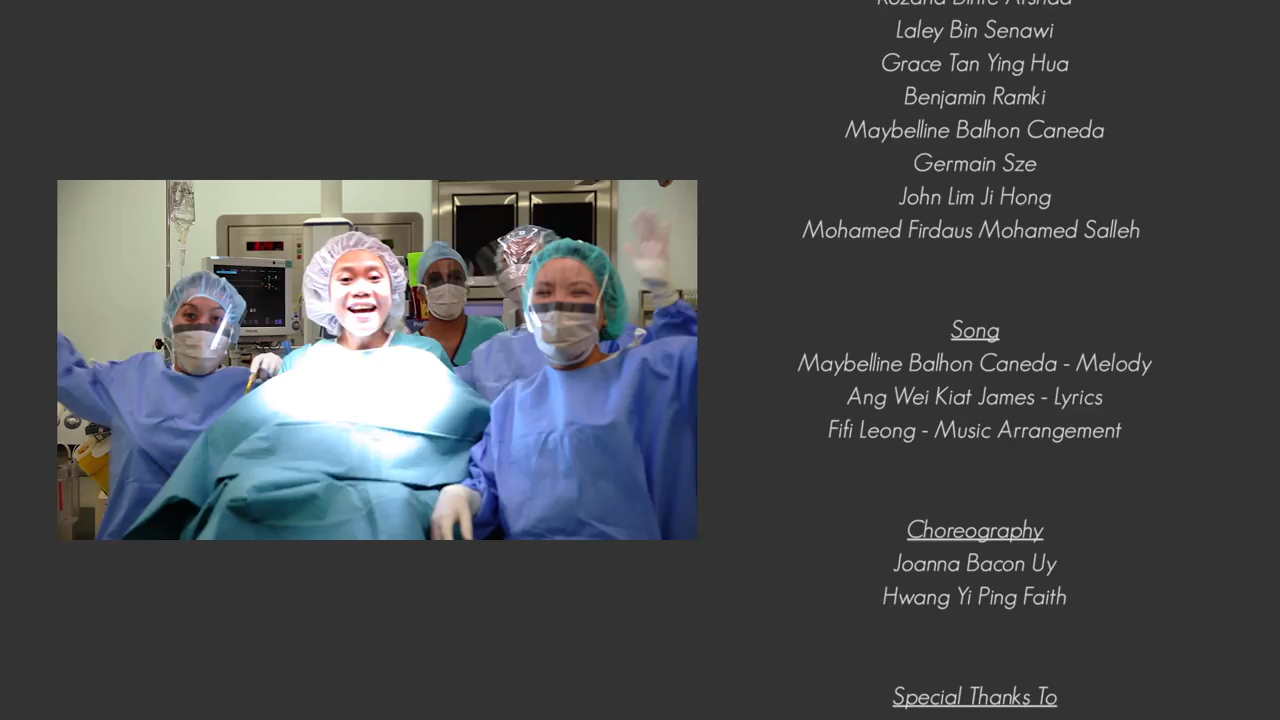 Laley Bin Senawi
Grace Tan Ying Hua
Benjamin Ramki
Maybelline Balhon Caneda
Germain Sze
John Lim Ji Hong
Mohamed Firdaus Mohamed Salleh
Song
Maybelline Balhon Caneda - Melody
Ang Wei Kiat James - Lyrics
Fifi Leong - Music Arrangement
Choreography
Joanna Bacon Uy
Hwang Yi Ping Faith
Special Thanks To